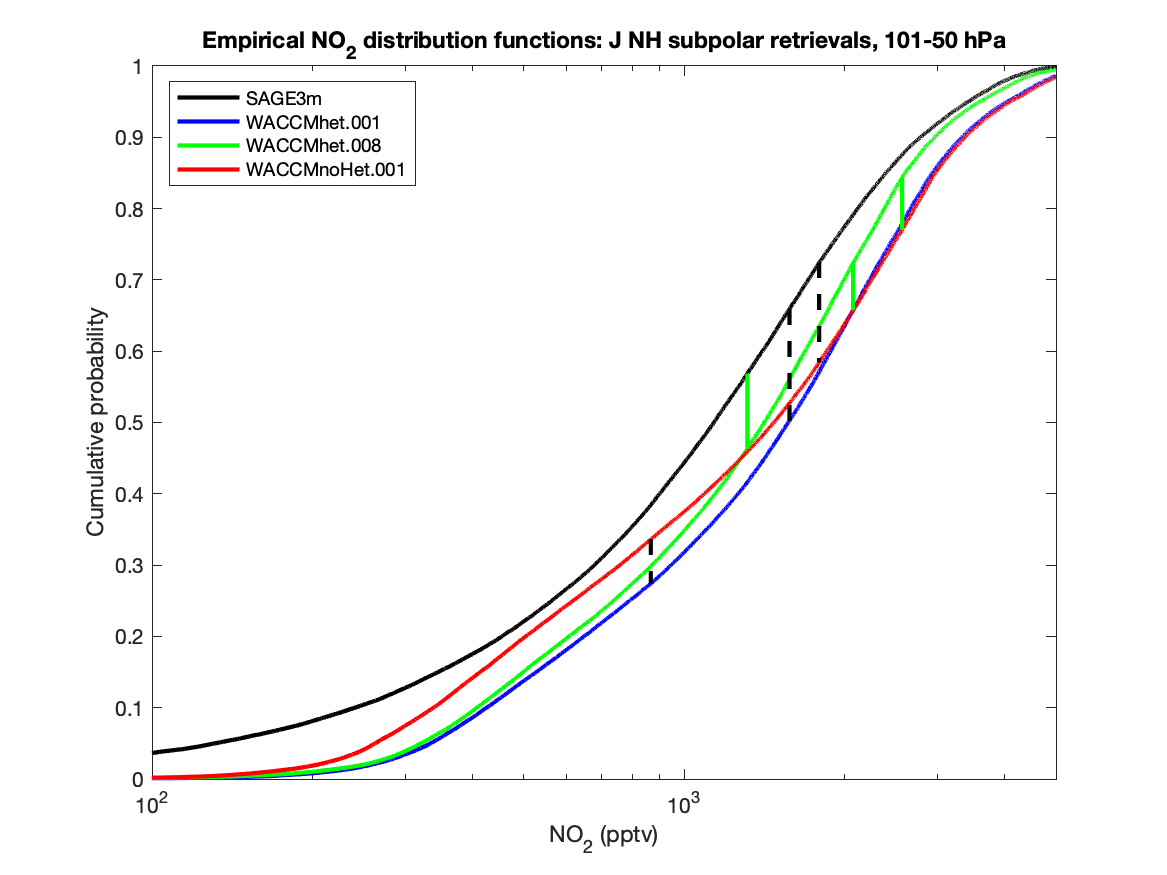 Empirical NO2 distribution functions: J NH subpolar retrievals, 101-50 hPa
SAGE3m
WACCMhet.001
WACCMhet.008
WACCMnoHet.001
Cumulative probability
1
0.9
0.8
0.7
0.6
0.5
0.4
0.3
0.2
0.1
0
10^2
10^3
NO2 (pptv)